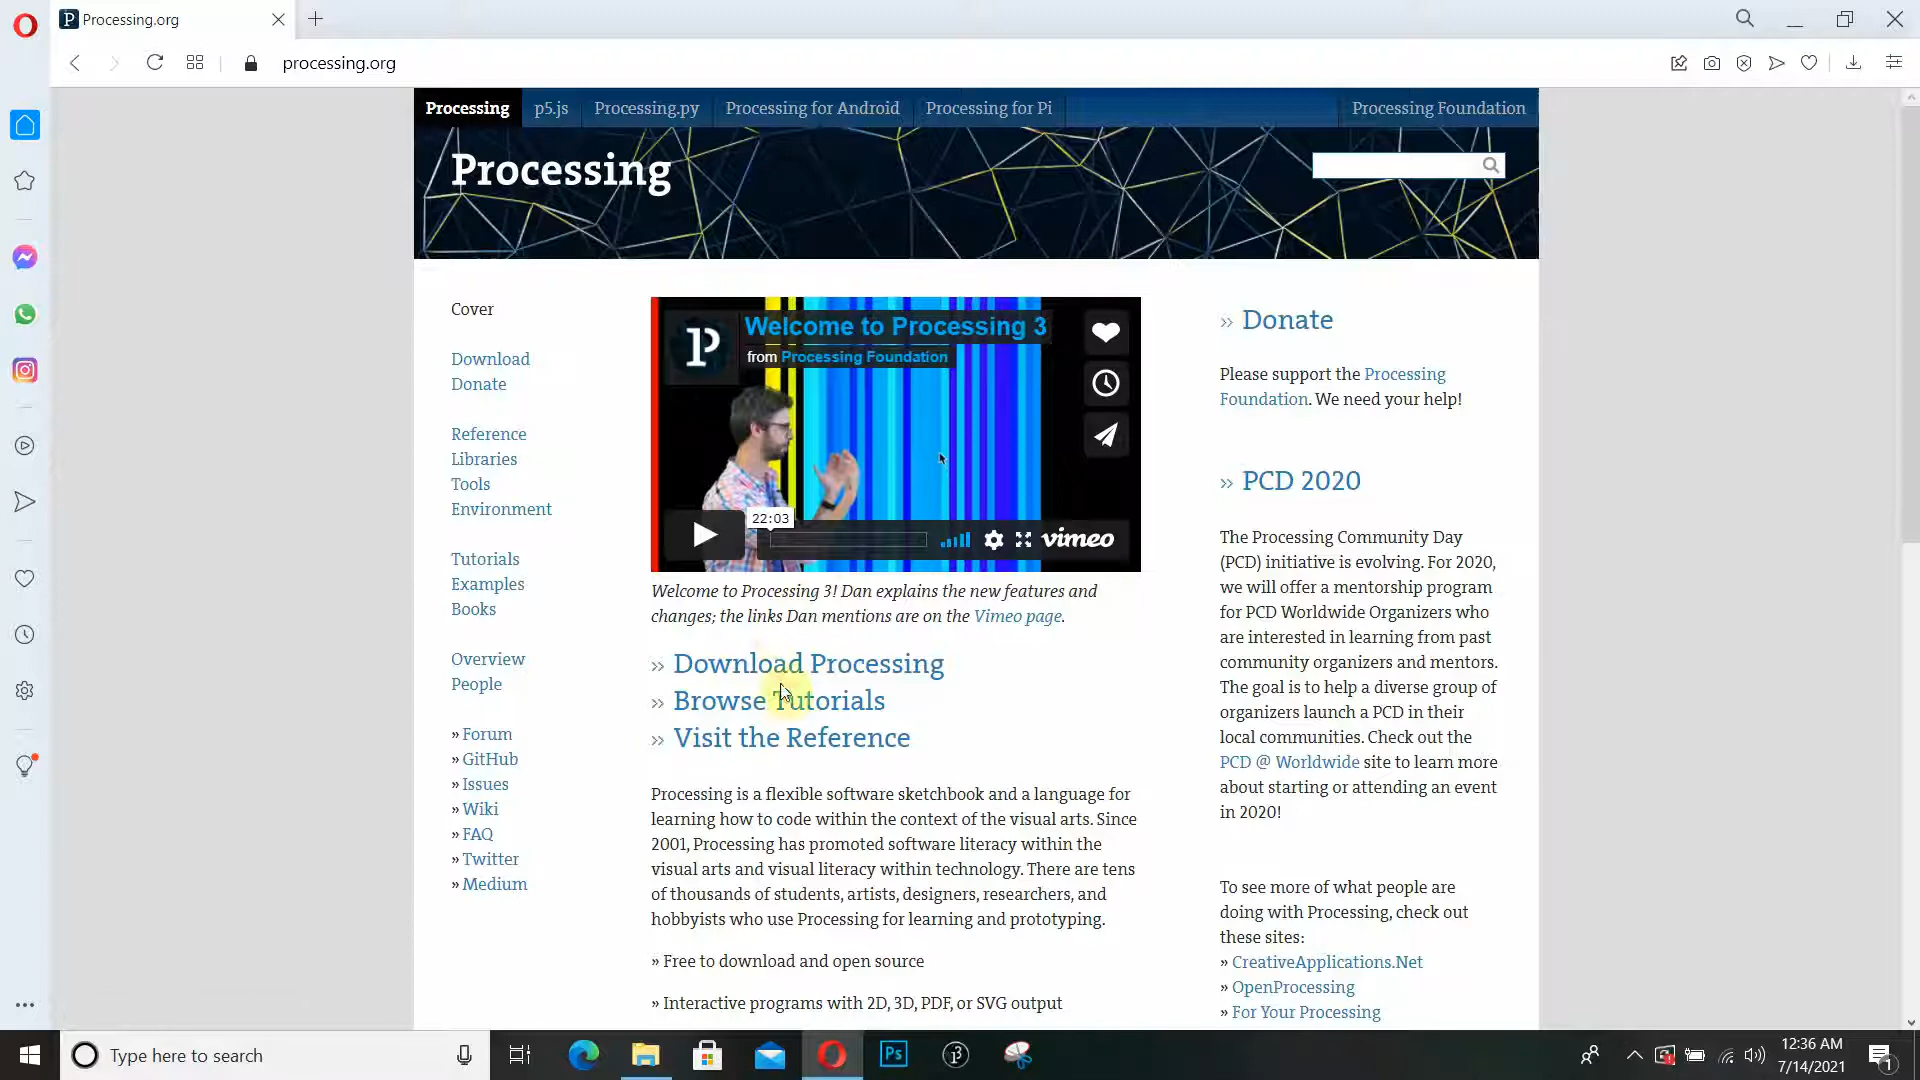 Processing.org
processing.org
Processing
p5.js
Processing.py
Processing for Android
Processing for Pi
Processing Foundation
Processing
Cover
Download
Donate
Reference
Libraries
Tools
Environment
Tutorials
Examples
Books
Overview
People
» Forum
» GitHub
» Issues
» Wiki
» FAQ
» Twitter
» Medium
Welcome to Processing 3
from Processing Foundation
22:03
vimeo
Welcome to Processing 3! Dan explains the new features and
changes; the links Dan mentions are on the Vimeo page.
» Download Processing
» Browse Tutorials
» Visit the Reference
Processing is a flexible software sketchbook and a language for
learning how to code within the context of the visual arts. Since
2001, Processing has promoted software literacy within the
visual arts and visual literacy within technology. There are tens
of thousands of students, artists, designers, researchers, and
hobbyists who use Processing for learning and prototyping.
» Free to download and open source
» Interactive programs with 2D, 3D, PDF, or SVG output
» Donate
Please support the Processing
Foundation. We need your help!
» PCD 2020
The Processing Community Day
(PCD) initiative is evolving. For 2020,
we will offer a mentorship program
for PCD Worldwide Organizers who
are interested in learning from past
community organizers and mentors.
The goal is to help a diverse group of
organizers launch a PCD in their
local communities. Check out the
PCD @ Worldwide site to learn more
about starting or attending an event
in 2020!
To see more of what people are
doing with Processing, check out
these sites:
» CreativeApplications.Net
» OpenProcessing
» For Your Processing
Type here to search
Ps
12:36 AM
7/14/2021
1